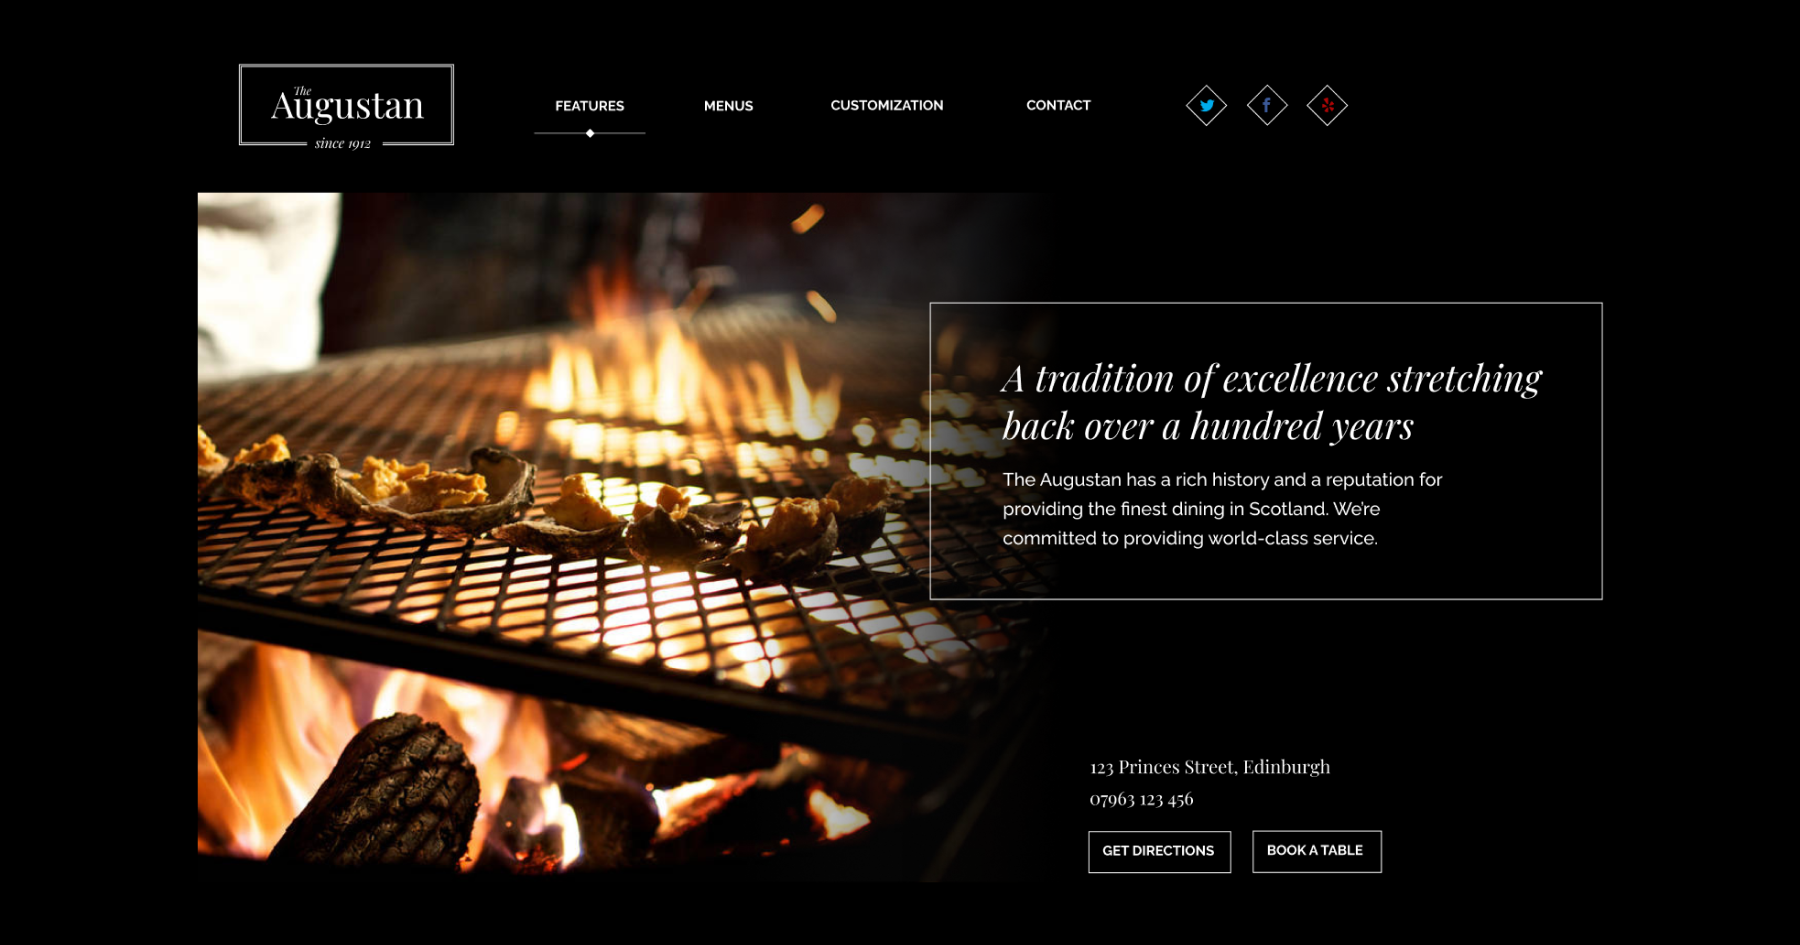 The
Augustan
since 1912
FEATURES
MENUS
CUSTOMIZATION
CONTACT
A tradition of excellence stretching
back over a hundred years
The Augustan has a rich history and a reputation for
providing the finest dining in Scotland. We're
committed to providing world-class service.
123 Princes Street, Edinburgh
07963 123 456
GET DIRECTIONS
BOOK A TABLE